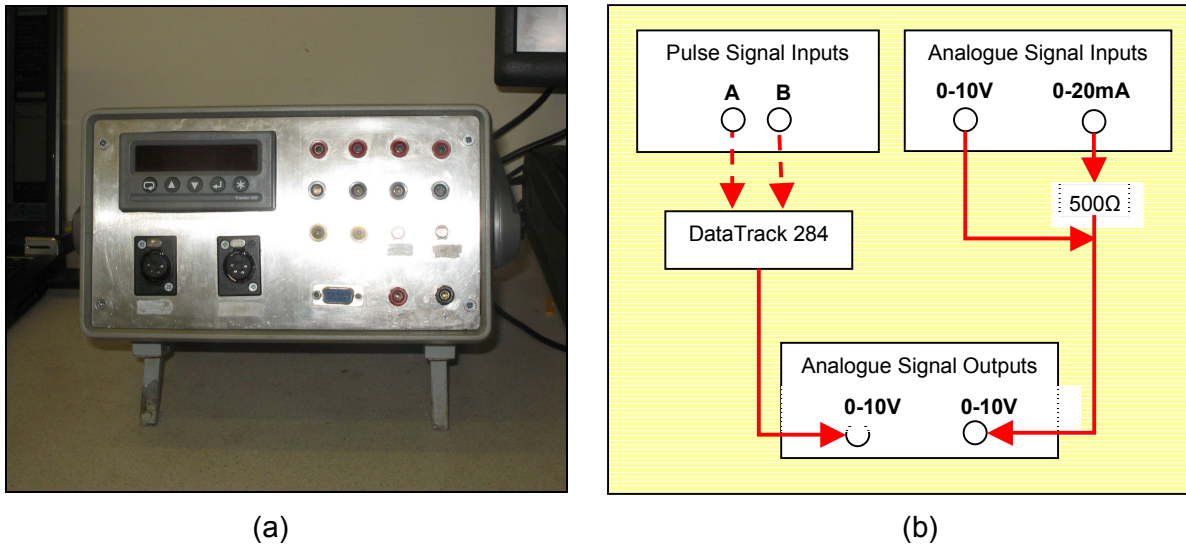 Pulse Signal Inputs
A B
Analogue Signal Inputs
0-10V 0-20mA
500Ω
DataTrack 284
Analogue Signal Outputs
0-10V 0-10V
(a)
(b)